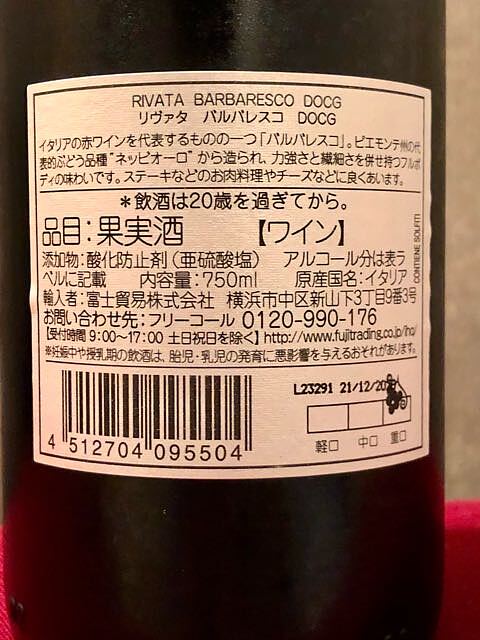 RIVATA BARBARESCO DOCG
リヴァタ バルバレスコ DOCG
イタリアの赤ワインを代表するものの一つ「バルバレスコ」。ピエモンテ州の代
表的ぶどう品種“ネッビオーロ”から造られ、力強さと繊細さを併せ持つフルボ
ディの味わいです。ステーキなどのお肉料理やチーズなどに良くあいます。
＊飲酒は20歳を過ぎてから。
品目：果実酒 【ワイン】
添加物：酸化防止剤（亜硫酸塩） アルコール分は表ラ
ベルに記載 内容量：750ml 原産国名：イタリア
輸入者：富士貿易株式会社 横浜市中区新山下3丁目9番3号
お問い合わせ先：フリーコール 0120-990-176
【受付時間 9:00～17:00 土日祝日を除く】http://www.fujitrading.co.jp/hq/
※妊娠中や授乳期の飲酒は、胎児・乳児の発育に悪影響を与えるおそれがあります。
CONTIENE SOLFITI
L23291 21/12/20
軽口 中口 重口
4 512704 095504